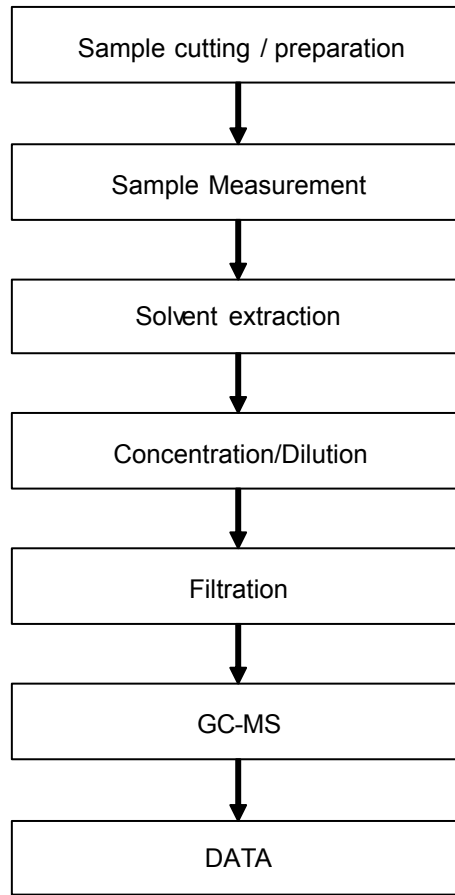 Sample cutting / preparation
Sample Measurement
Solvent extraction
Concentration/Dilution
Filtration
GC-MS
DATA